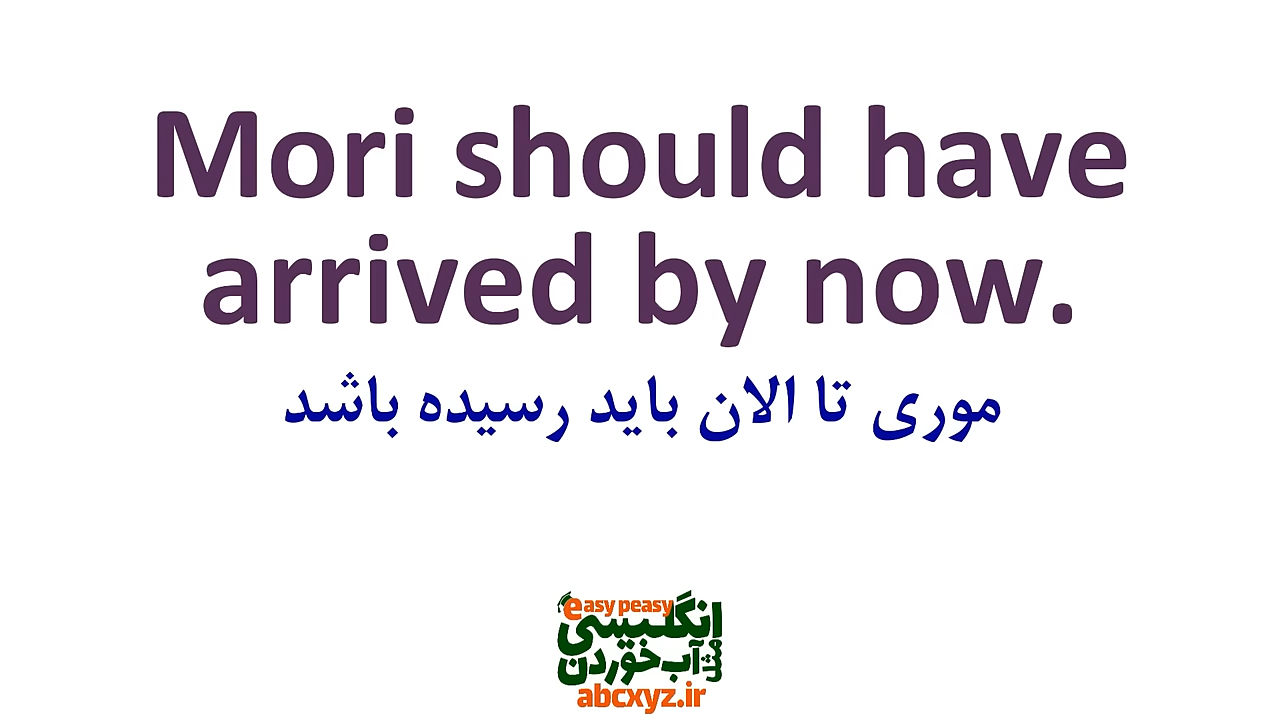 Mori should have
arrived by now.
موری تا الان باید رسیده باشد
easy peasy
انگلیسی
مثل آب خوردن
abcxyz.ir